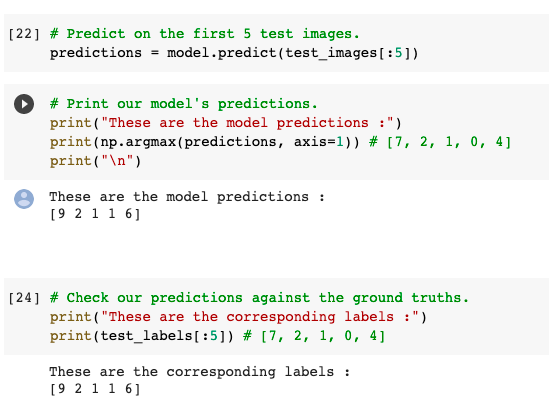 [22] # Predict on the first 5 test images.
predictions = model.predict(test_images[:5])
# Print our model's predictions.
print("These are the model predictions :")
print(np.argmax(predictions, axis=1)) # [7, 2, 1, 0, 4]
print("\n")
These are the model predictions :
[9 2 1 1 6]
[24] # Check our predictions against the ground truths.
print("These are the corresponding labels :")
print(test_labels[:5]) # [7, 2, 1, 0, 4]
These are the corresponding labels :
[9 2 1 1 6]